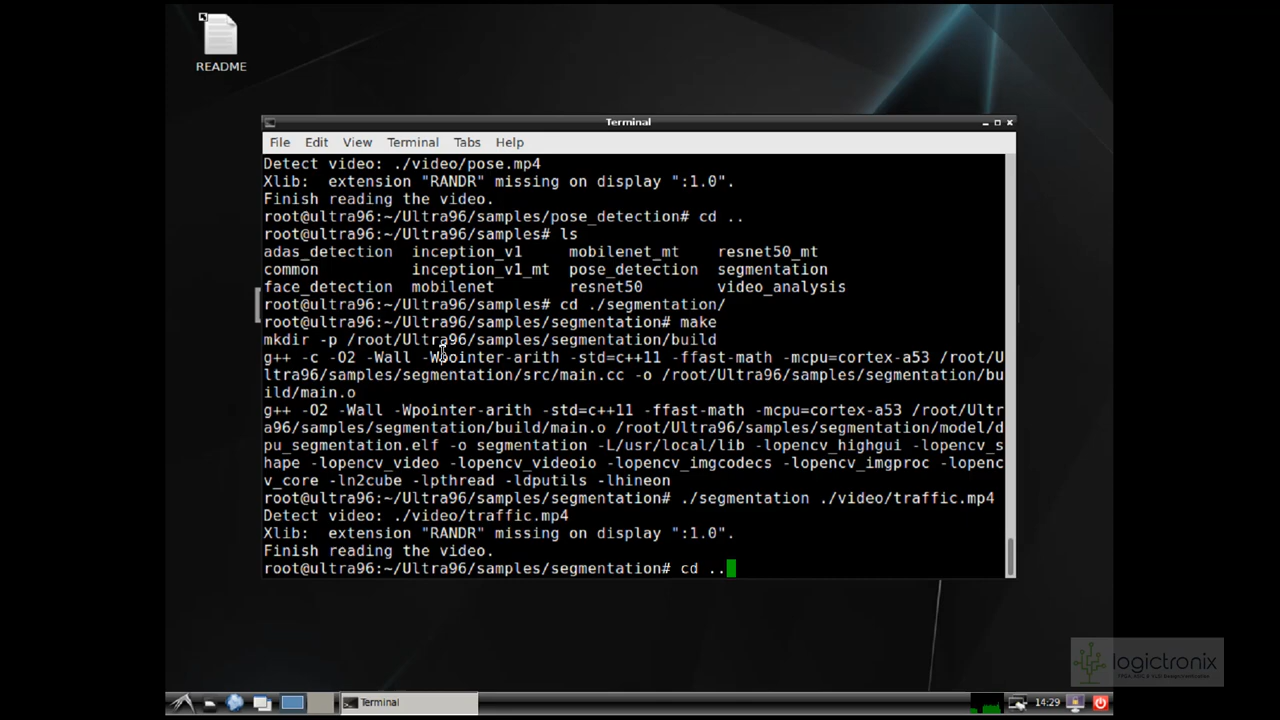 README
Terminal
File Edit View Terminal Tabs Help
Detect video: ./video/pose.mp4
Xlib:  extension "RANDR" missing on display ":1.0".
Finish reading the video.
root@ultra96:~/Ultra96/samples/pose_detection# cd ..
root@ultra96:~/Ultra96/samples# ls
adas_detection  inception_v1     mobilenet_mt    resnet50_mt
common          inception_v1_mt  pose_detection  segmentation
face_detection  mobilenet        resnet50        video_analysis
root@ultra96:~/Ultra96/samples# cd ./segmentation/
root@ultra96:~/Ultra96/samples/segmentation# make
mkdir -p /root/Ultra96/samples/segmentation/build
g++ -c -O2 -Wall -Wpointer-arith -std=c++11 -ffast-math -mcpu=cortex-a53 /root/U
ltra96/samples/segmentation/src/main.cc -o /root/Ultra96/samples/segmentation/bu
ild/main.o
g++ -O2 -Wall -Wpointer-arith -std=c++11 -ffast-math -mcpu=cortex-a53 /root/Ultr
a96/samples/segmentation/build/main.o /root/Ultra96/samples/segmentation/model/d
pu_segmentation.elf -o segmentation -L/usr/local/lib -lopencv_highgui -lopencv_s
hape -lopencv_video -lopencv_videoio -lopencv_imgcodecs -lopencv_imgproc -lopenc
v_core -ln2cube -lpthread -ldputils -lhineon
root@ultra96:~/Ultra96/samples/segmentation# ./segmentation ./video/traffic.mp4
Detect video: ./video/traffic.mp4
Xlib:  extension "RANDR" missing on display ":1.0".
Finish reading the video.
root@ultra96:~/Ultra96/samples/segmentation# cd ..
logictronix
Terminal
14:29